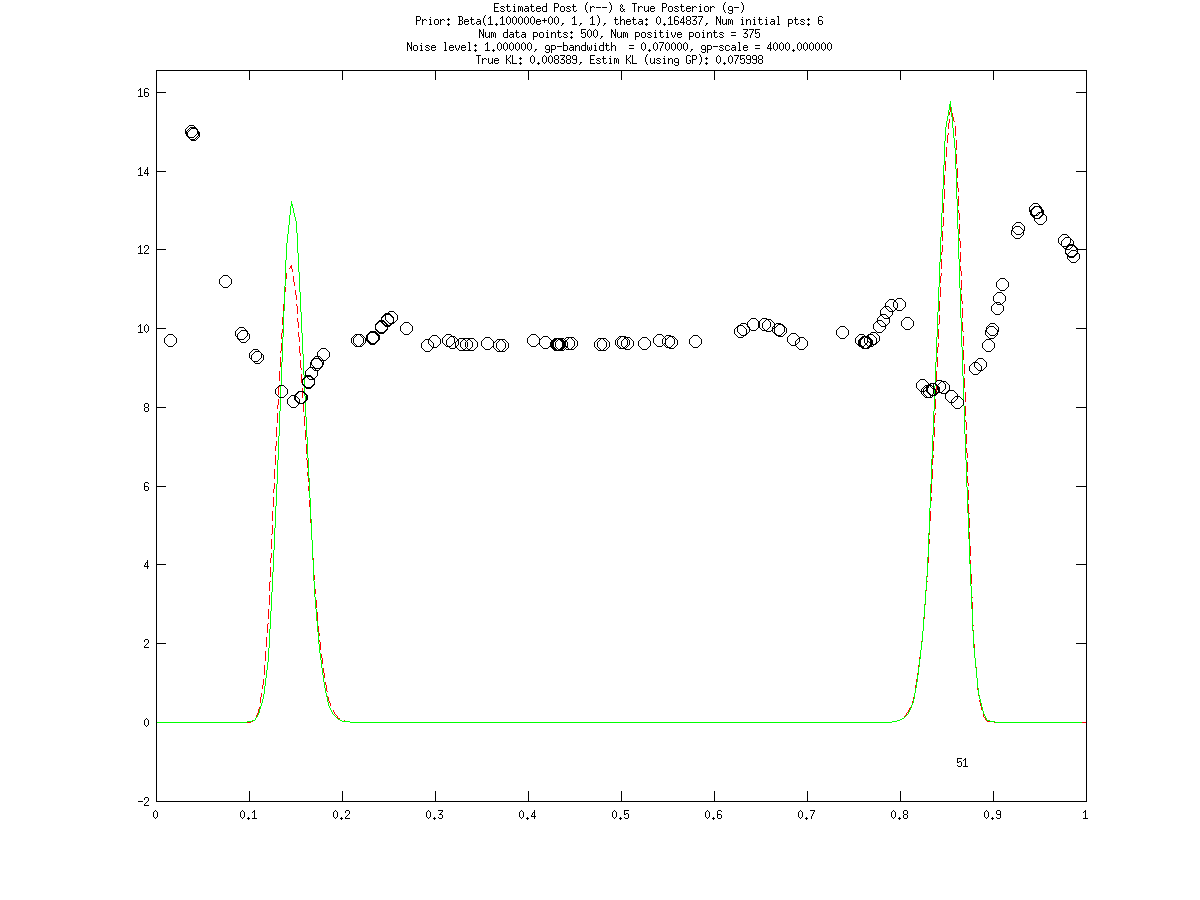 Estimated Post (r--) & True Posterior (g-)
Prior: Beta(1.100000e+00, 1, 1), theta: 0.164837, Num initial pts: 6
Num data points: 500, Num positive points = 375
Noise level: 1.000000, gp-bandwidth  = 0.070000, gp-scale = 4000.000000
True KL: 0.008389, Estim KL (using GP): 0.075998
16
14
12
10
8
6
4
2
0
51
-2
0 0.1 0.2 0.3 0.4 0.5 0.6 0.7 0.8 0.9 1